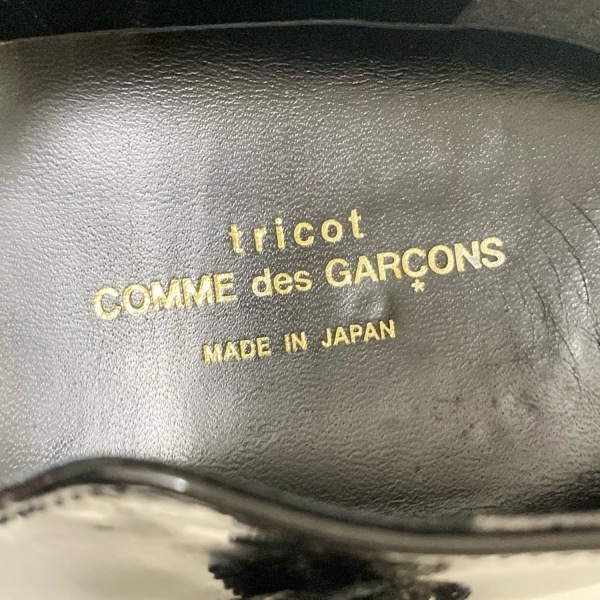 tricot
COMME des GARÇONS
*
MADE IN JAPAN